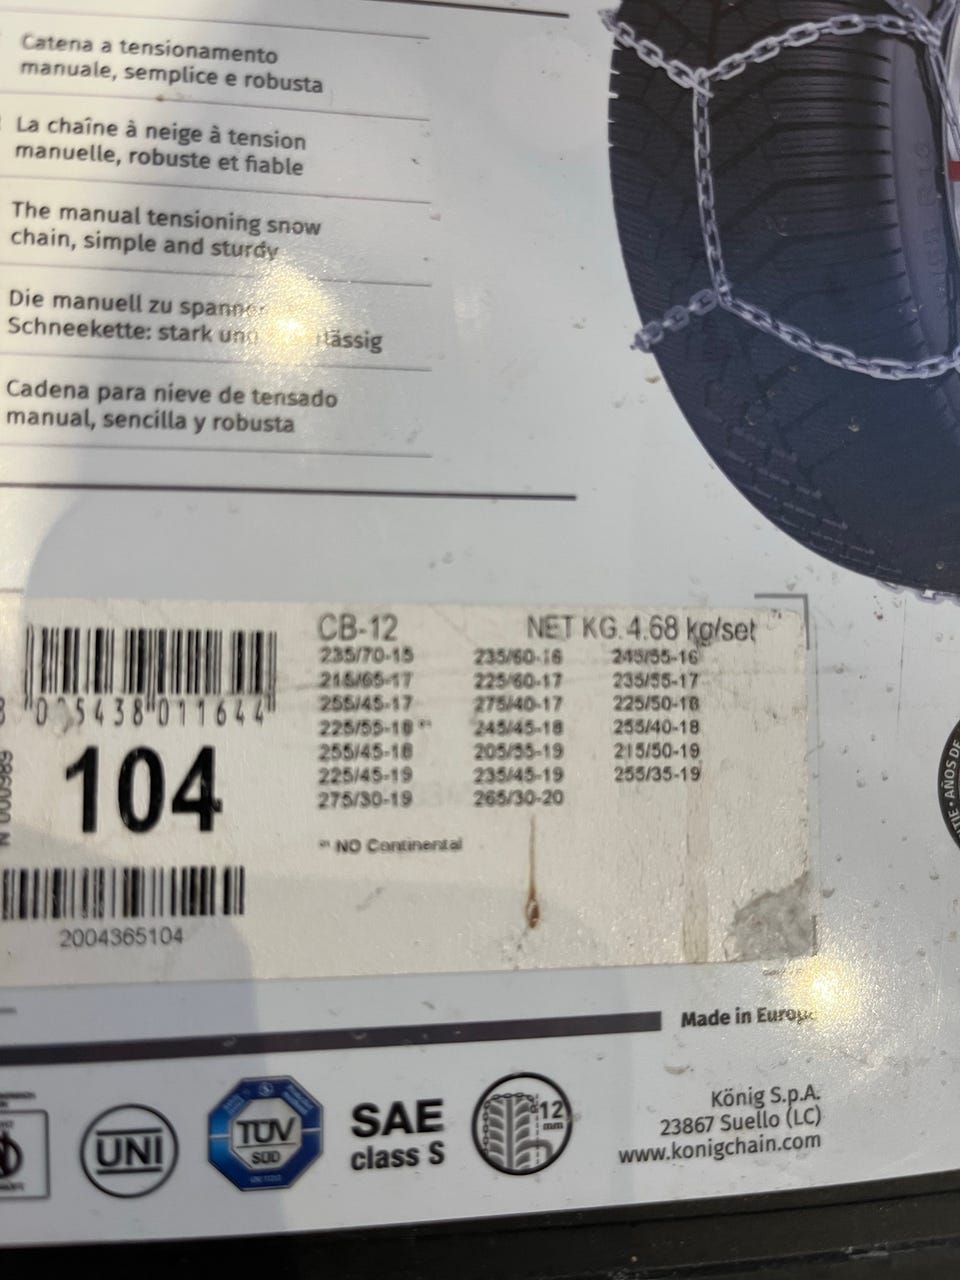 Catena a tensionamento
manuale, semplice e robusta
La chaîne à neige à tension
manuelle, robuste et fiable
The manual tensioning snow
chain, simple and sturdy
Die manuell zu spannen
Schneekette: stark und
Cadena para nieve de tensado
manual, sencilla y robusta
CB-12 NET KG. 4.68 kg/set
235/70-15 235/60-16 245/55-16
215/65-17 225/60-17 235/55-17
255/45-17 275/40-17 225/50-18
225/55-18 245/45-18 255/40-18
255/45-18 205/55-19 215/50-19
225/45-19 235/45-19 255/35-19
275/30-19 265/30-20
NO Continental
011644
104
2004365104
AÑOS DE
Made in Europe
UNI
TÜV
SÜD
SAE
class S
12
mm
König S.p.A.
23867 Suello (LC)
www.konigchain.com